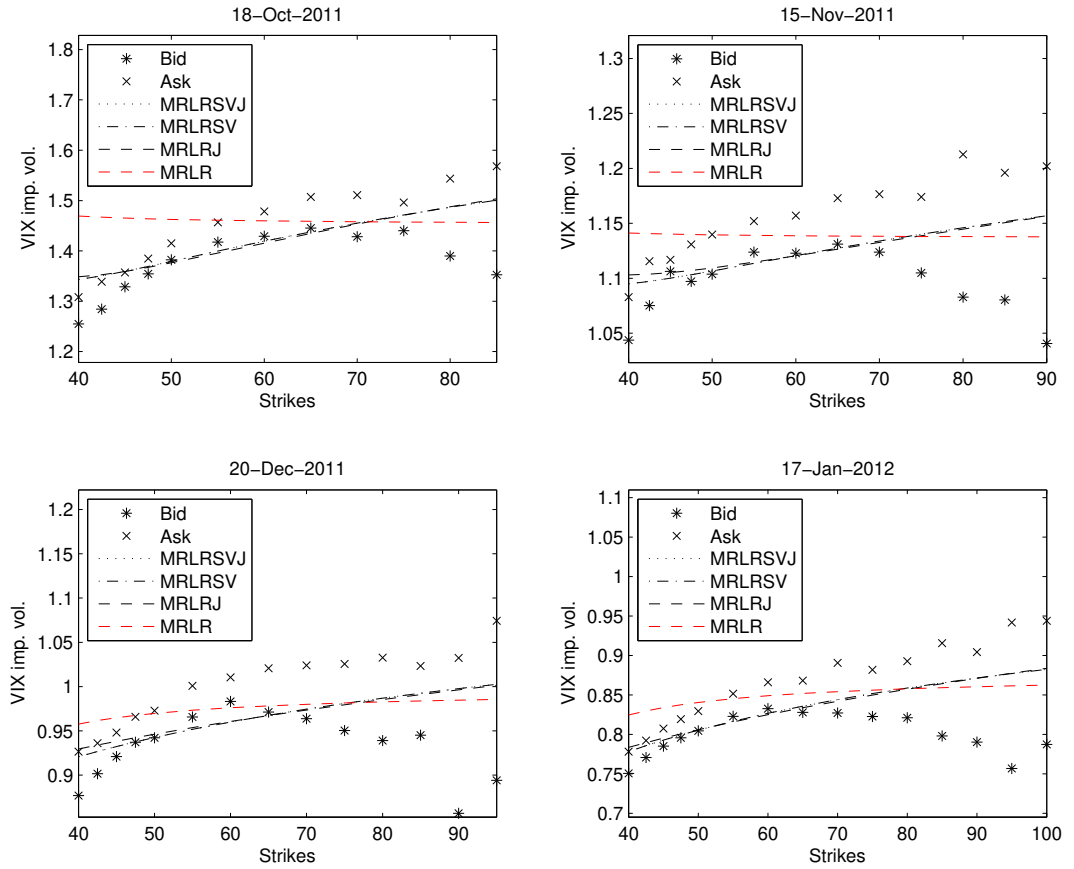 18-Oct-2011
1.8
1.7
1.6
1.5
1.4
1.3
1.2
VIX imp. vol.
Bid
Ask
MRLRSVJ
MRLRSV
MRLRJ
MRLR
40 50 60 70 80
Strikes
15-Nov-2011
1.3
1.25
1.2
1.15
1.1
1.05
VIX imp. vol.
Bid
Ask
MRLRSVJ
MRLRSV
MRLRJ
MRLR
40 50 60 70 80 90
Strikes
20-Dec-2011
1.2
1.15
1.1
1.05
1
0.95
0.9
VIX imp. vol.
Bid
Ask
MRLRSVJ
MRLRSV
MRLRJ
MRLR
40 50 60 70 80 90
Strikes
17-Jan-2012
1.1
1.05
1
0.95
0.9
0.85
0.8
0.75
0.7
VIX imp. vol.
Bid
Ask
MRLRSVJ
MRLRSV
MRLRJ
MRLR
40 50 60 70 80 90 100
Strikes